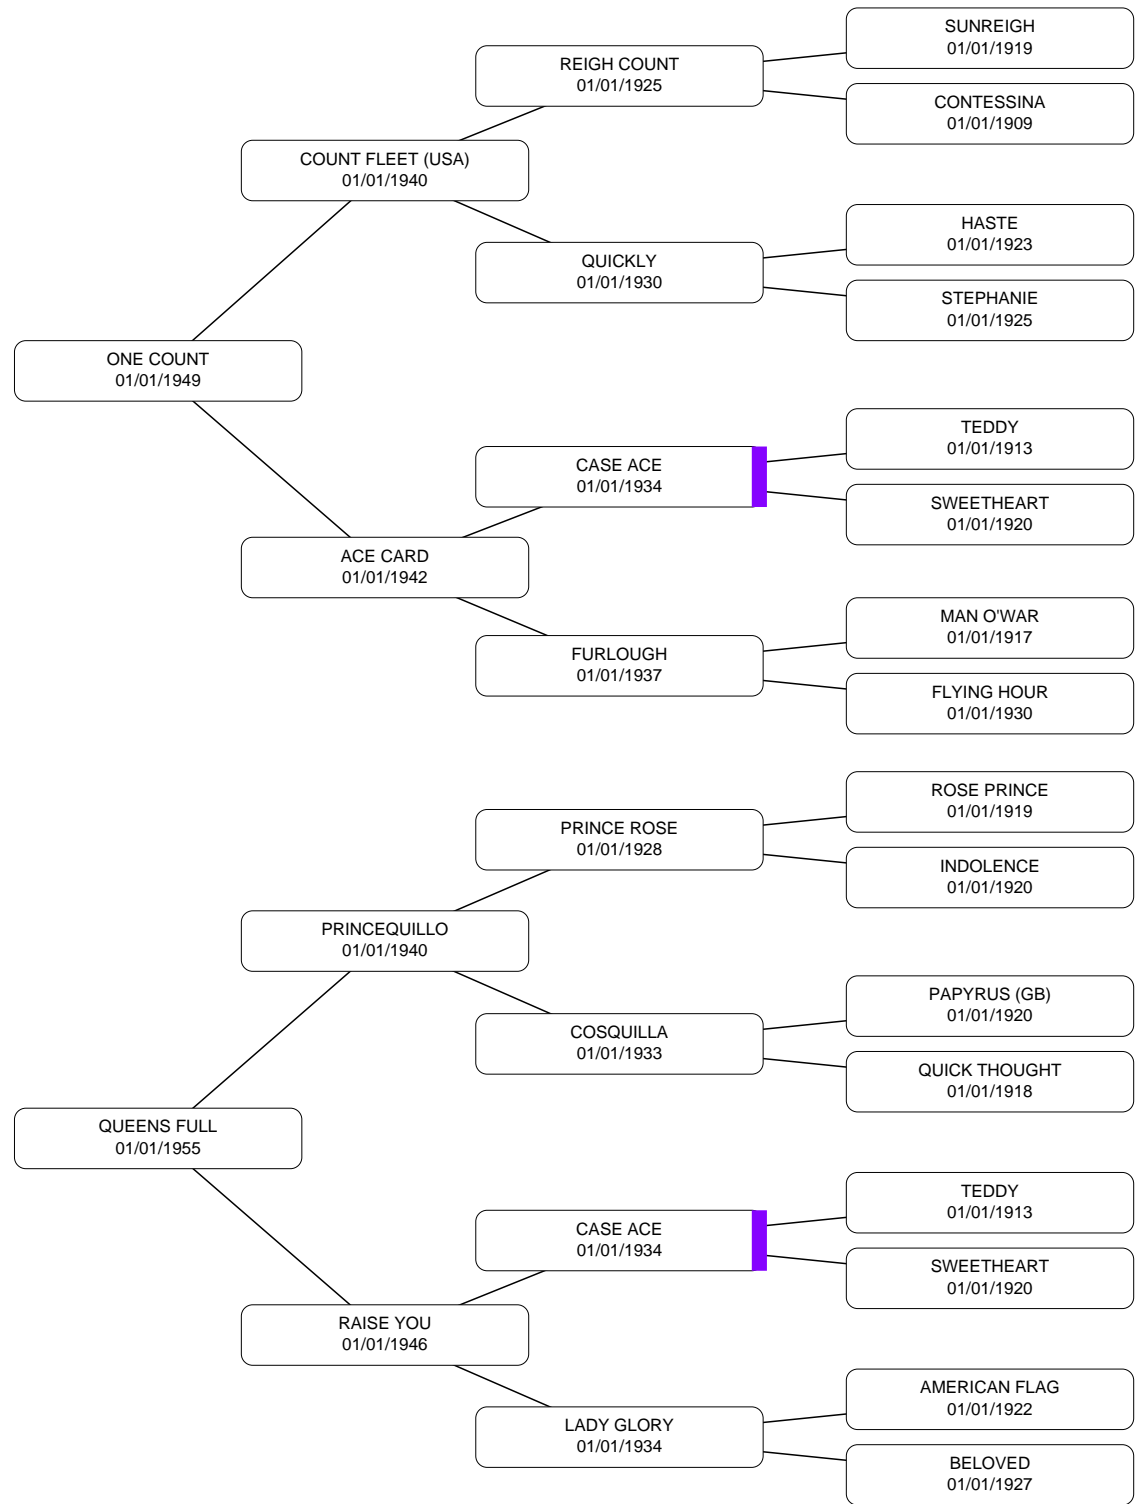 SUNREIGH
01/01/1919
REIGH COUNT
01/01/1925
CONTESSINA
01/01/1909
COUNT FLEET (USA)
01/01/1940
HASTE
01/01/1923
QUICKLY
01/01/1930
STEPHANIE
01/01/1925
ONE COUNT
01/01/1949
TEDDY
01/01/1913
CASE ACE
01/01/1934
SWEETHEART
01/01/1920
ACE CARD
01/01/1942
MAN O'WAR
01/01/1917
FURLOUGH
01/01/1937
FLYING HOUR
01/01/1930
ROSE PRINCE
01/01/1919
PRINCE ROSE
01/01/1928
INDOLENCE
01/01/1920
PRINCEQUILLO
01/01/1940
PAPYRUS (GB)
01/01/1920
COSQUILLA
01/01/1933
QUICK THOUGHT
01/01/1918
QUEENS FULL
01/01/1955
TEDDY
01/01/1913
CASE ACE
01/01/1934
SWEETHEART
01/01/1920
RAISE YOU
01/01/1946
AMERICAN FLAG
01/01/1922
LADY GLORY
01/01/1934
BELOVED
01/01/1927